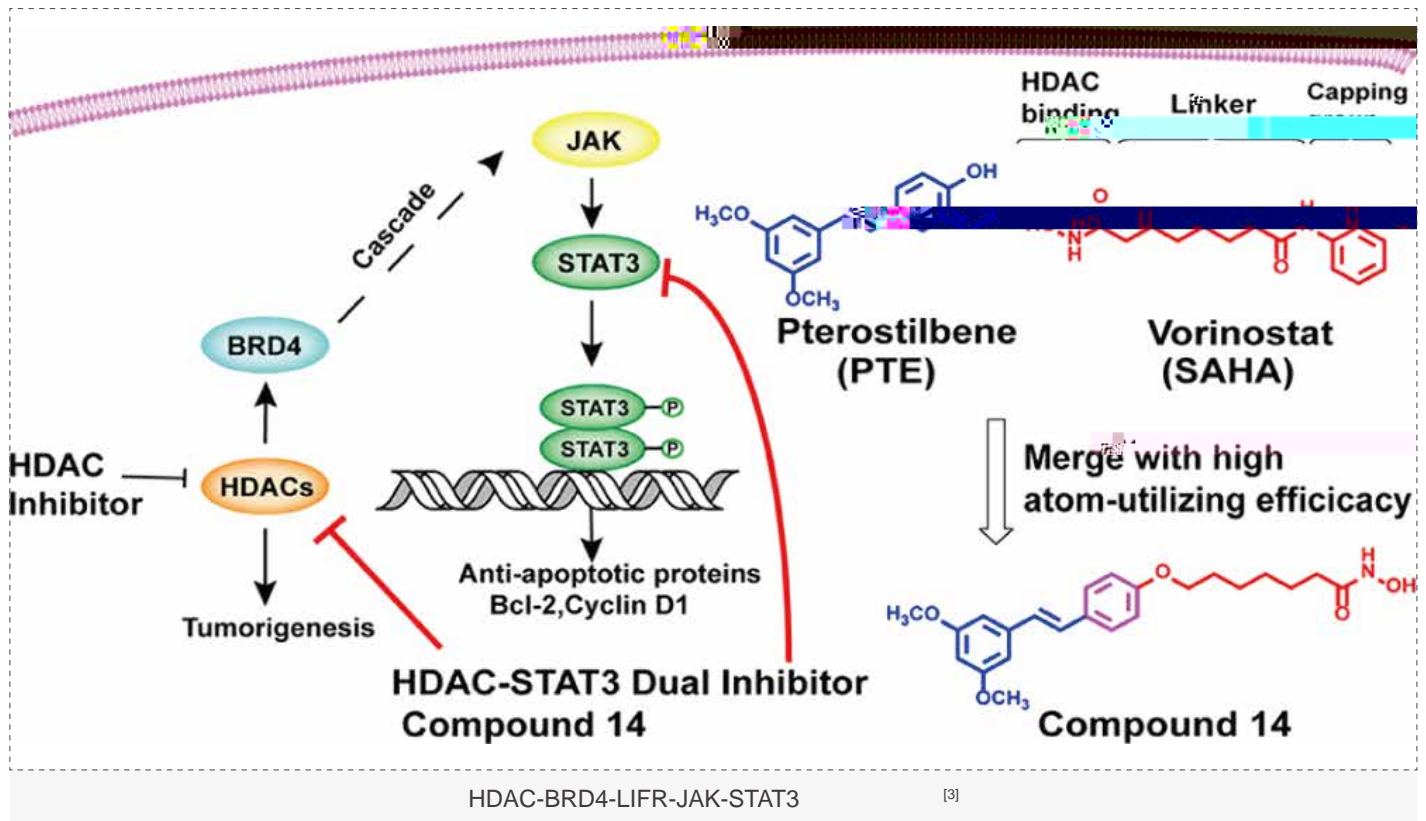 HDAC
binding
Linker
Capping
JAK
Cascade
STAT3
BRD4
STAT3 P
STAT3 P
HDAC
Inhibitor
HDACs
Anti-apoptotic proteins
Bcl-2,Cyclin D1
Tumorigenesis
HDAC-STAT3 Dual Inhibitor
Compound 14
OH
H₃CO
OCH₃
Pterostilbene
(PTE)
O
N
H
O
Vorinostat
(SAHA)
Merge with high
atom-utilizing efficicacy
H₃CO
OCH₃
O
O
H
N
OH
Compound 14
HDAC-BRD4-LIFR-JAK-STAT3 [3]